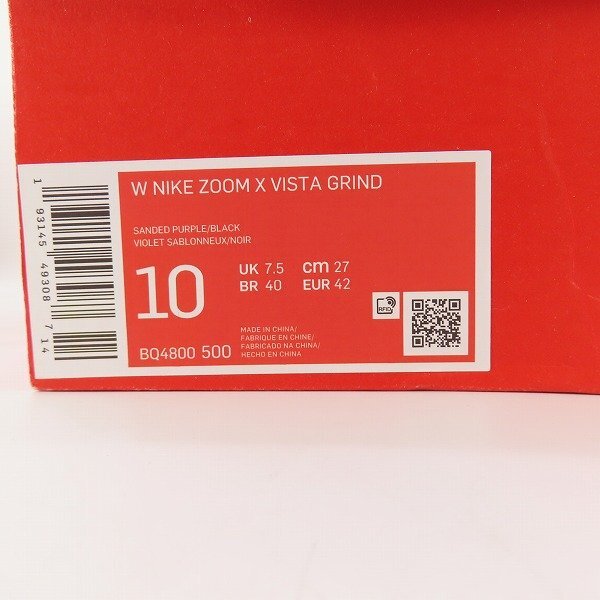 W NIKE ZOOM X VISTA GRIND
SANDED PURPLE/BLACK
VIOLET SABLONNEUX/NOIR
10
UK 7.5 cm 27
BR 40 EUR 42
BQ4800 500
MADE IN CHINA/
FABRIQUE EN CHINE/
FABRICADO NA CHINA/
HECHO EN CHINA
RFID
1 93145 49308 714